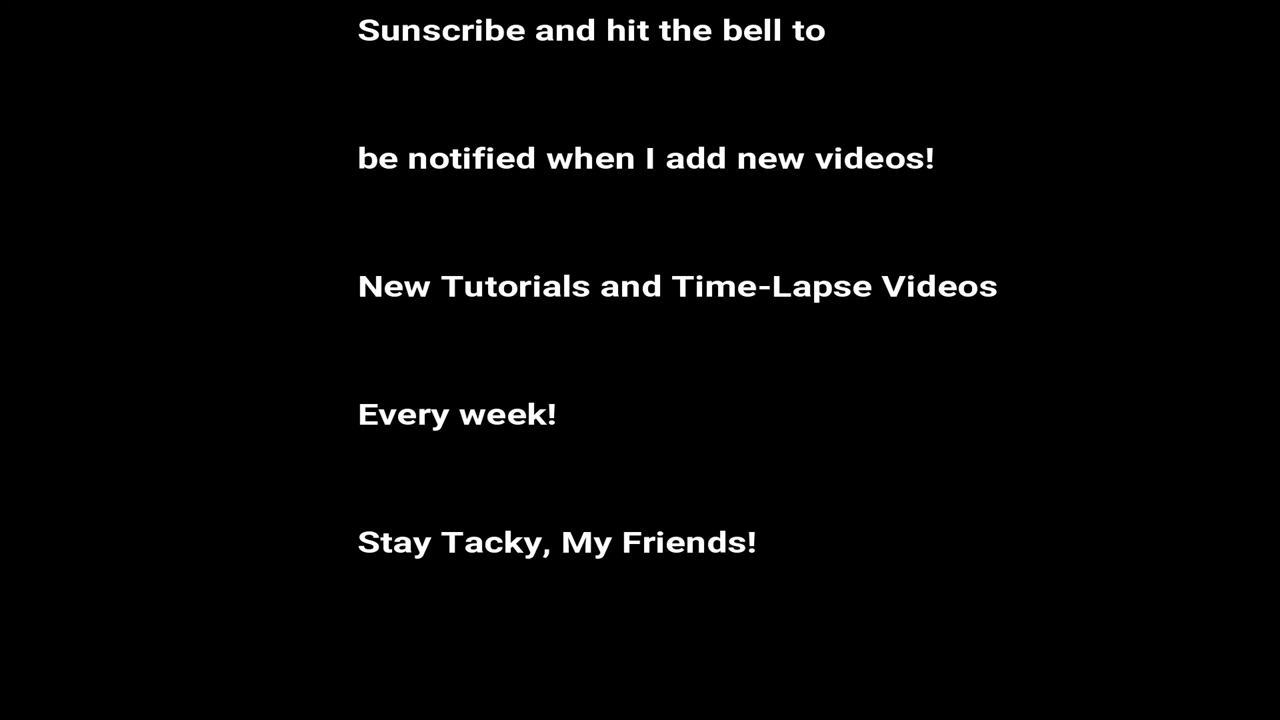 Sunscribe and hit the bell to
be notified when I add new videos!
New Tutorials and Time-Lapse Videos
Every week!
Stay Tacky, My Friends!